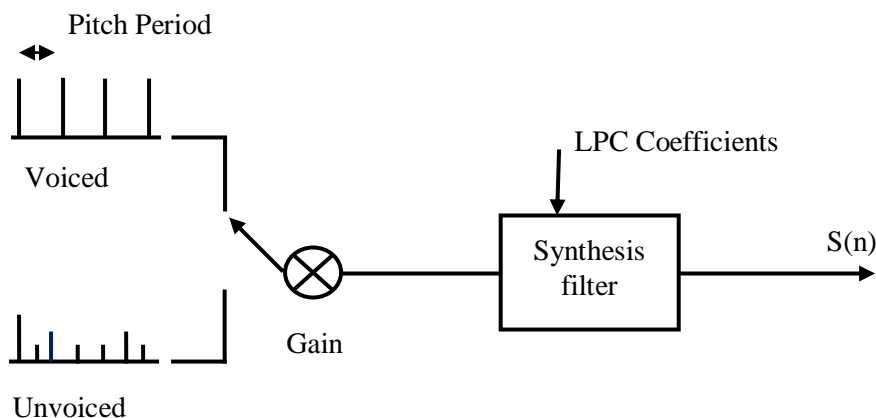 Pitch Period
Voiced
LPC Coefficients
Synthesis
filter
S(n)
Gain
Unvoiced